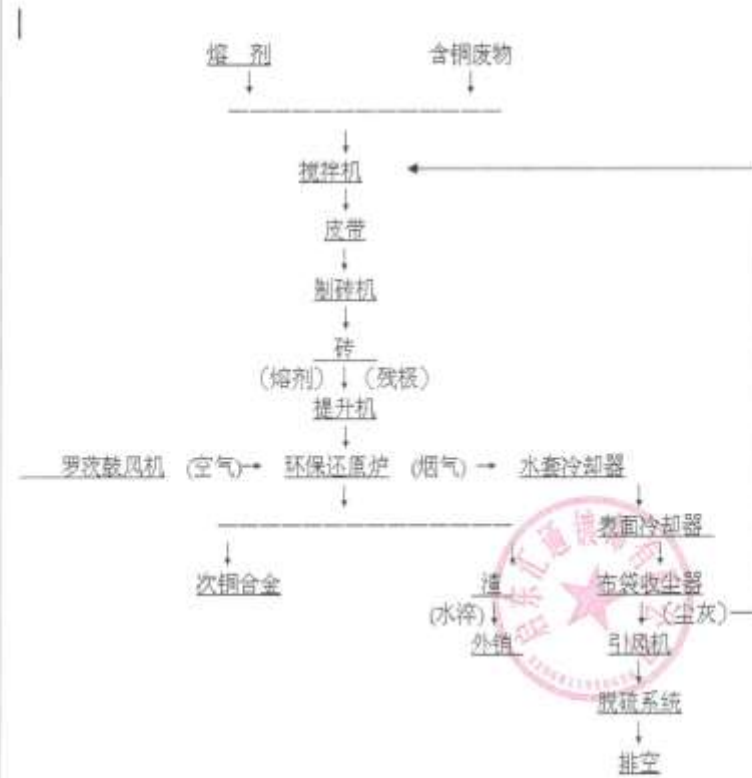 熔 剂 含铜废物
搅拌机
皮带
制砖机
砖
（熔剂） （残极）
提升机
罗茨鼓风机 (空气) 环保还原炉 (烟气) 水套冷却器
表面冷却器
次铜合金 渣 布袋收尘器
(水淬) （尘灰）
外销 引风机
脱硫系统
排空